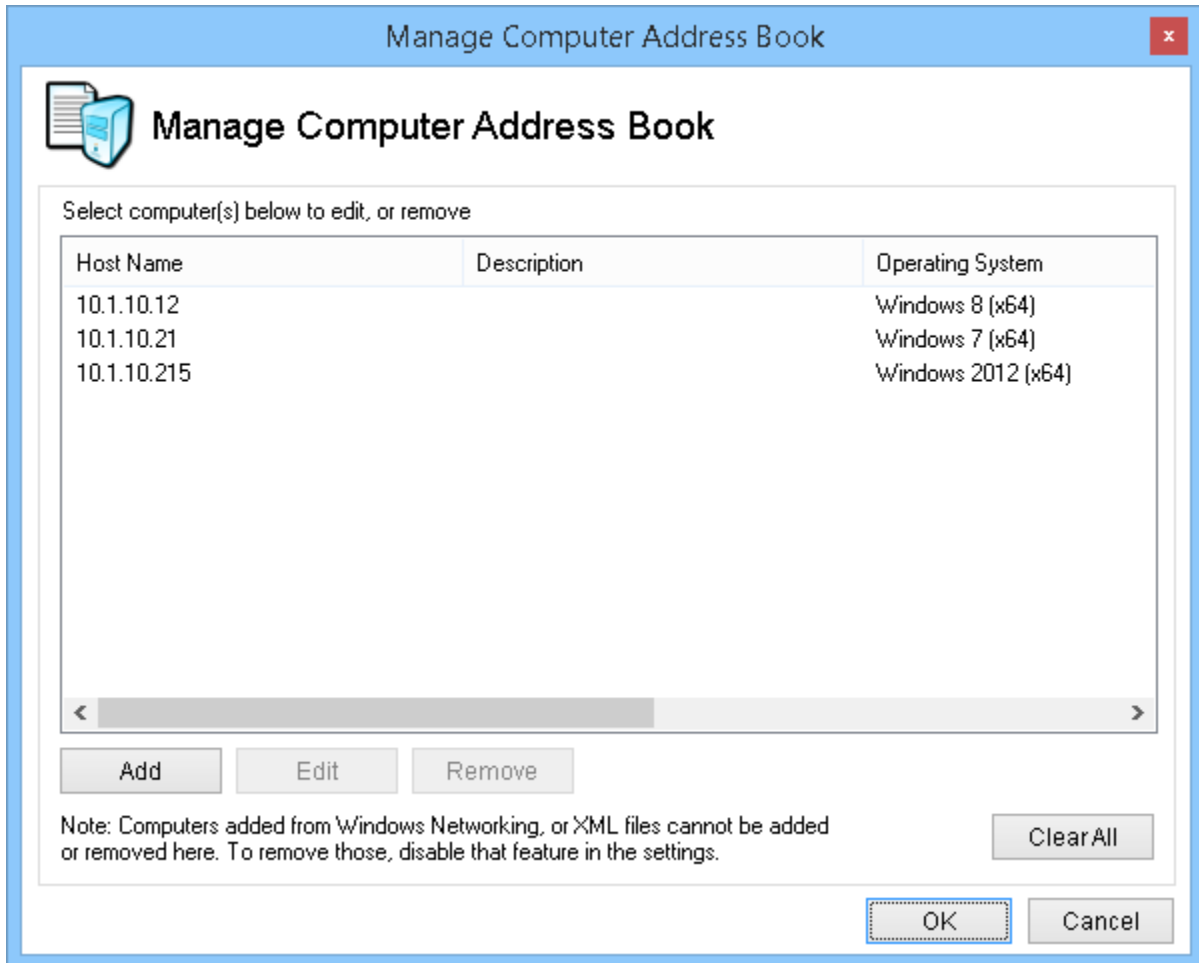 Manage Computer Address Book
x
Manage Computer Address Book
Select computer(s) below to edit, or remove
Host Name Description Operating System
10.1.10.12 Windows 8 (x64)
10.1.10.21 Windows 7 (x64)
10.1.10.215 Windows 2012 (x64)
Add Edit Remove
Note: Computers added from Windows Networking, or XML files cannot be added
or removed here. To remove those, disable that feature in the settings.
Clear All
OK Cancel